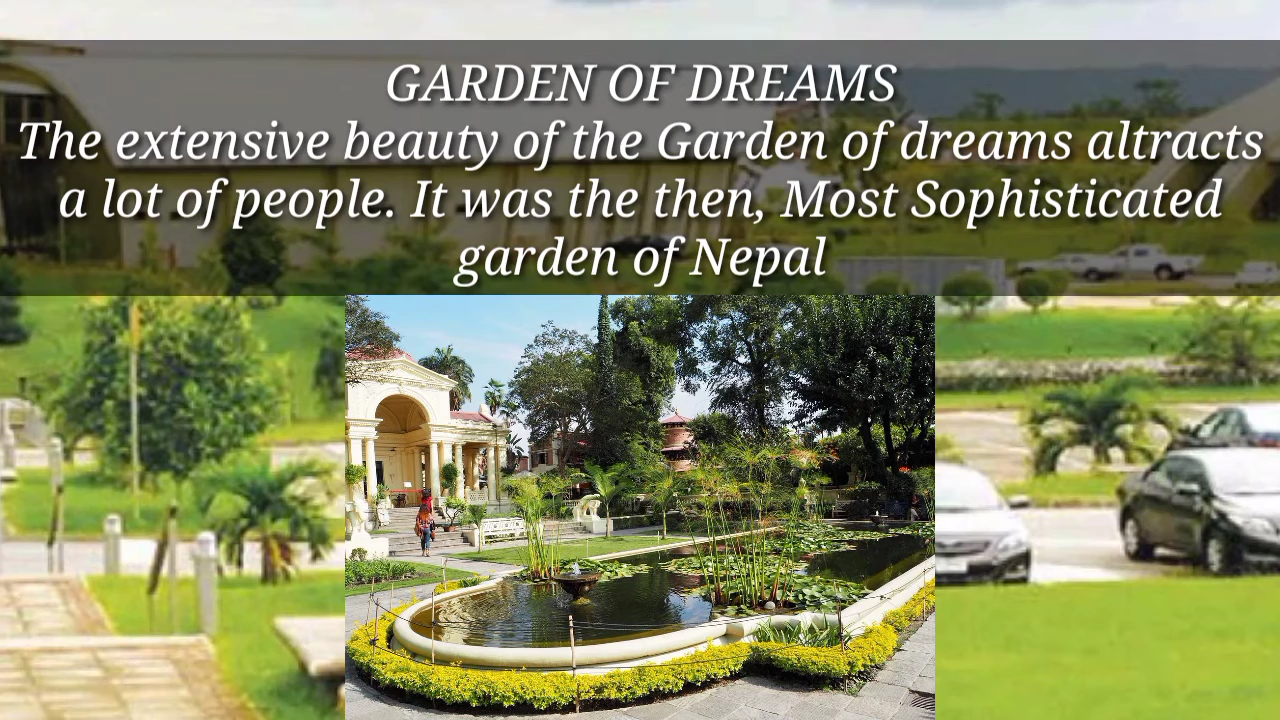 GARDEN OF DREAMS
The extensive beauty of the Garden of dreams altracts
a lot of people. It was the then, Most Sophisticated
garden of Nepal